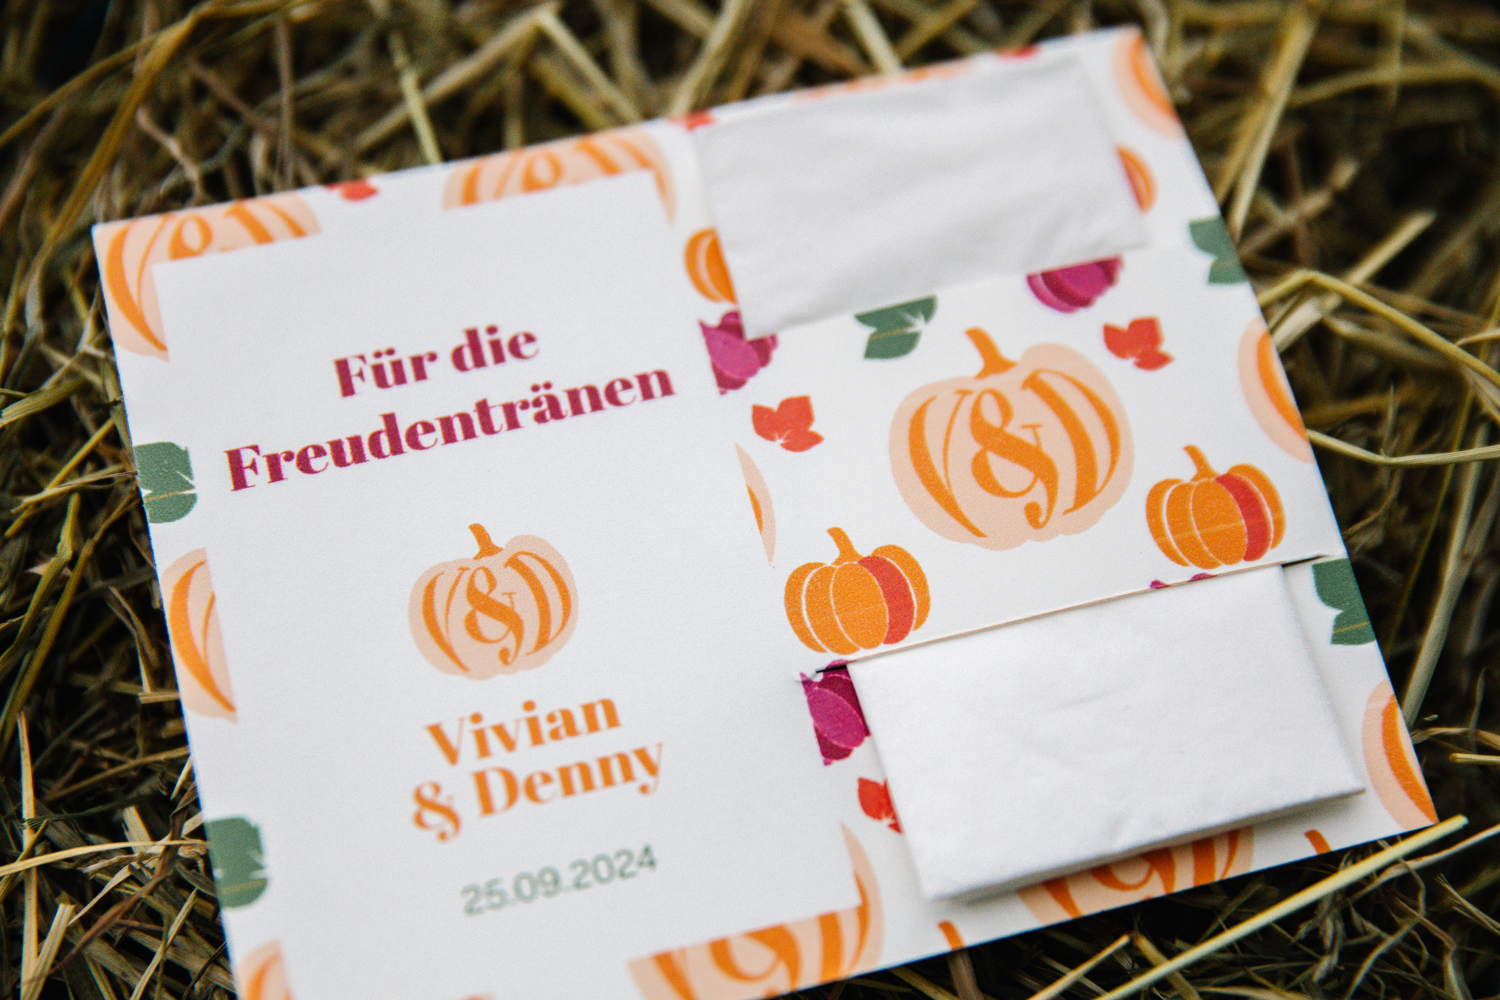 Für die
Freudentränen
V&D
Vivian
& Denny
25.09.2024
V&D